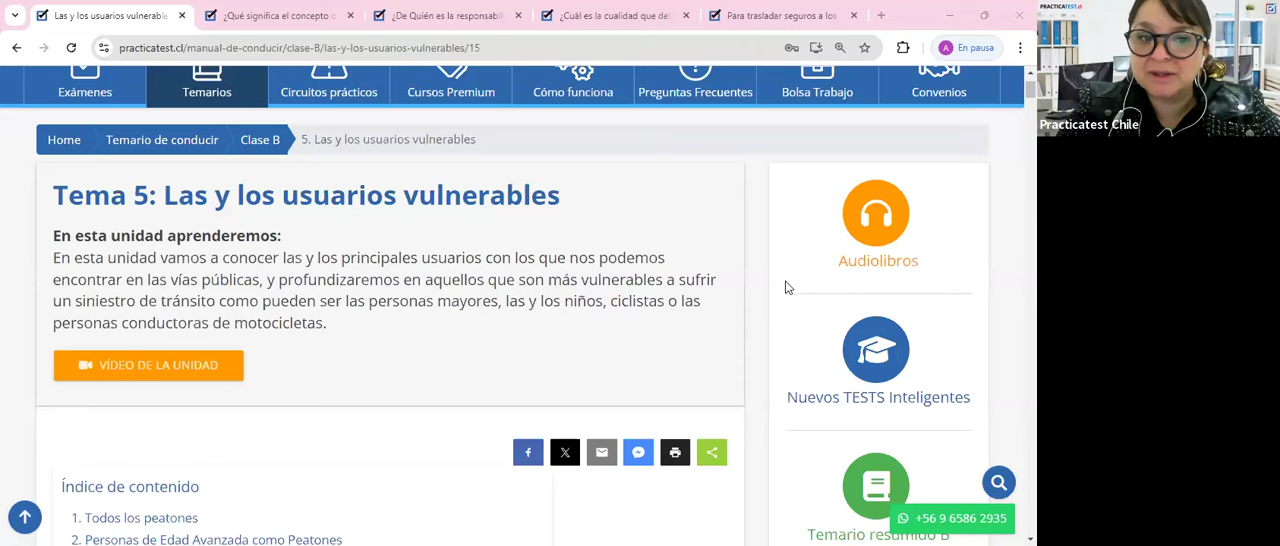 Las y los usuarios vulnerable
¿Qué significa el concepto o
¿De Quién es la responsabil
¿Cuál es la cualidad que del
Para trasladar seguros a los
practicatest.cl/manual-de-conducir/clase-B/las-y-los-usuarios-vulnerables/15
A En pausa
Exámenes
Temarios
Circuitos prácticos
Cursos Premium
Cómo funciona
Preguntas Frecuentes
Bolsa Trabajo
Convenios
Home
Temario de conducir
Clase B
5. Las y los usuarios vulnerables
Tema 5: Las y los usuarios vulnerables
En esta unidad aprenderemos:
En esta unidad vamos a conocer las y los principales usuarios con los que nos podemos
encontrar en las vías públicas, y profundizaremos en aquellos que son más vulnerables a sufrir
un siniestro de tránsito como pueden ser las personas mayores, las y los niños, ciclistas o las
personas conductoras de motocicletas.
VÍDEO DE LA UNIDAD
Índice de contenido
1. Todos los peatones
2. Personas de Edad Avanzada como Peatones
Audiolibros
Nuevos TESTS Inteligentes
Temario resumido B
+56 9 6586 2935
PRACTICATEST.cl
Practicatest Chile